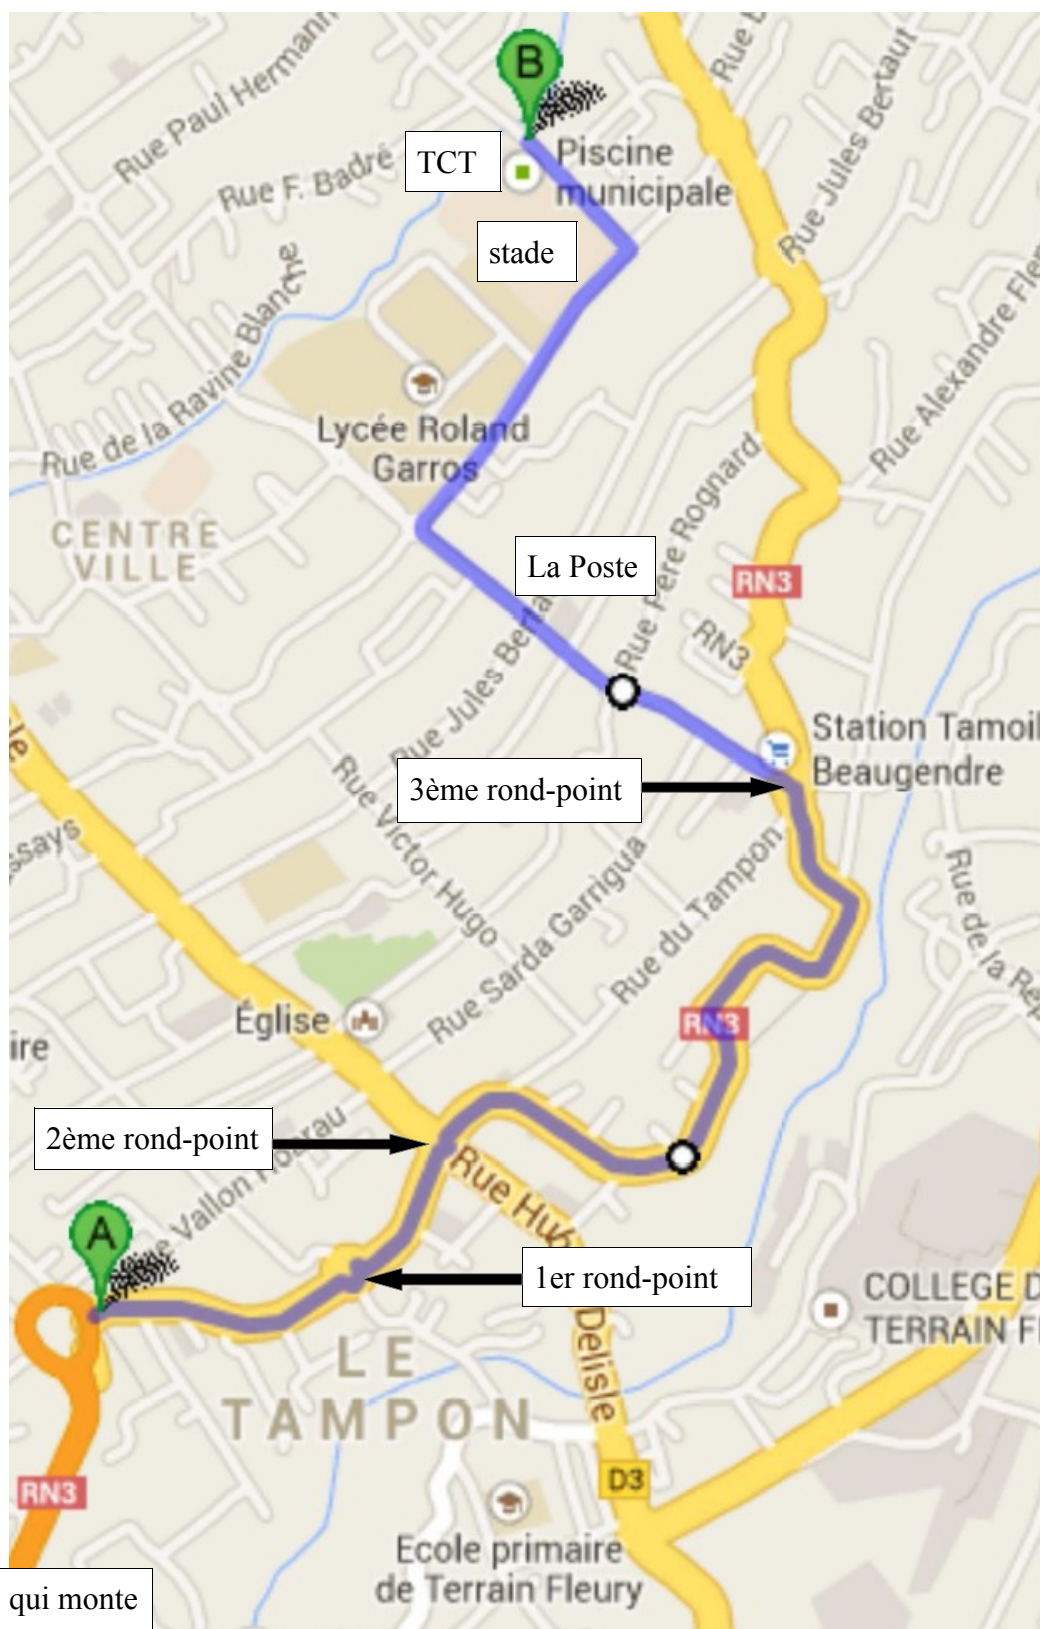 B
Rue Paul Hermann
Rue F. Badré
TCT
Piscine
municipale
Rue
Rue Jules Bertaut
stade
Rue de la Ravine Blanche
Lycée Roland
Garros
Rue Alexandre
CENTRE
VILLE
La Poste
Rue Père Rognard
RN3
RN3
Rue Jules
Station Tamoil
Beaugendre
3ème rond-point
Rue Victor Hugo
Rue Sarda Garrigua
Rue du Tampon
Rue de la
Église
RN3
2ème rond-point
Vallon
Rue
A
1er rond-point
Delisle
COLLEGE
TERRAIN
LE
TAMPON
RN3
D3
Ecole primaire
de Terrain Fleury
qui monte